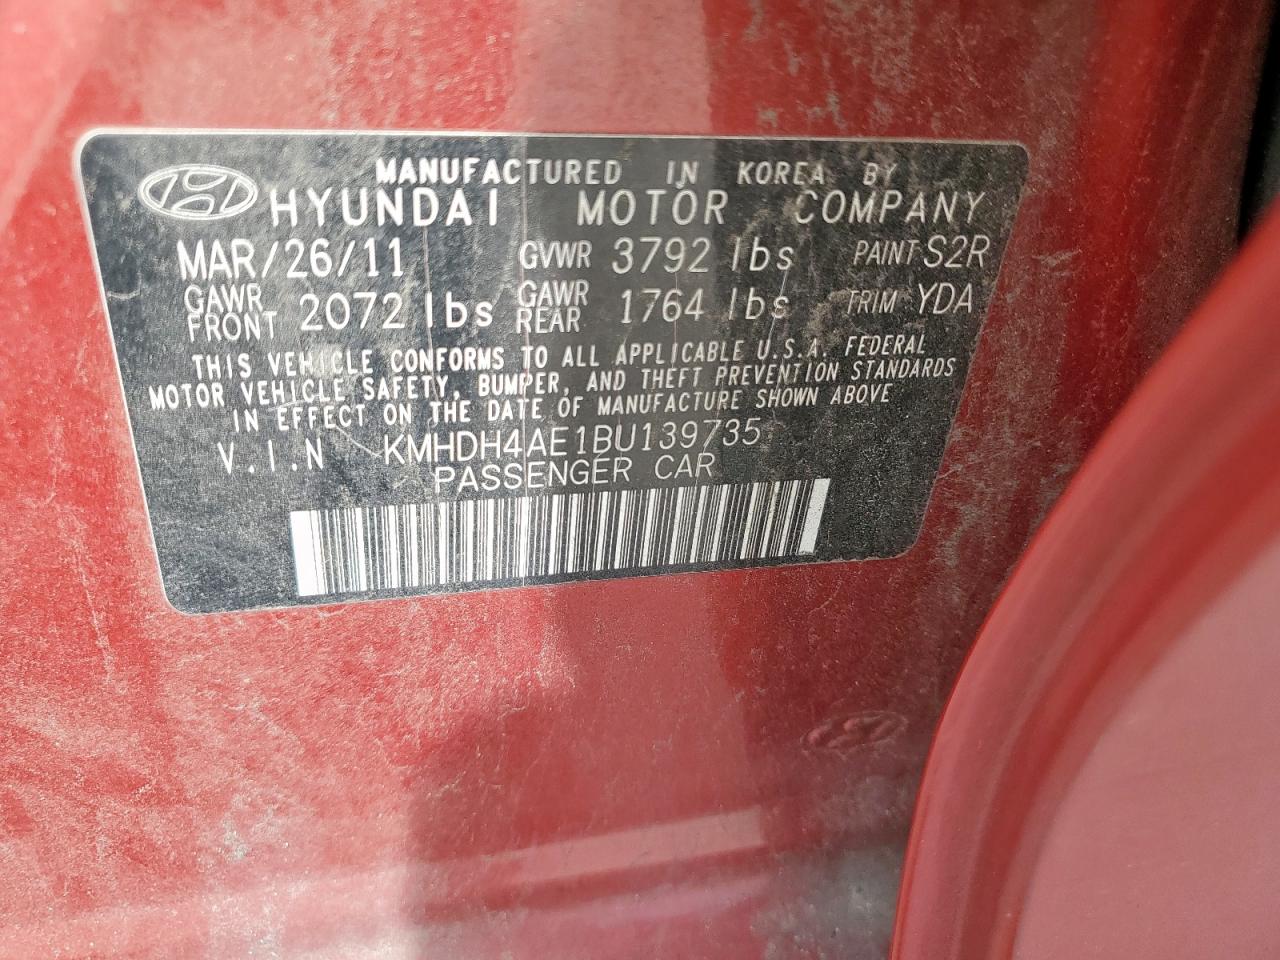 MANUFACTURED IN KOREA BY
HYUNDAI MOTOR COMPANY
MAR/26/11 GVWR 3792 lbs PAINT S2R
GAWR FRONT 2072 lbs GAWR REAR 1764 lbs TRIM YDA
THIS VEHICLE CONFORMS TO ALL APPLICABLE U.S.A. FEDERAL
MOTOR VEHICLE SAFETY, BUMPER, AND THEFT PREVENTION STANDARDS
IN EFFECT ON THE DATE OF MANUFACTURE SHOWN ABOVE
V.I.N KMHDH4AE1BU139735
PASSENGER CAR